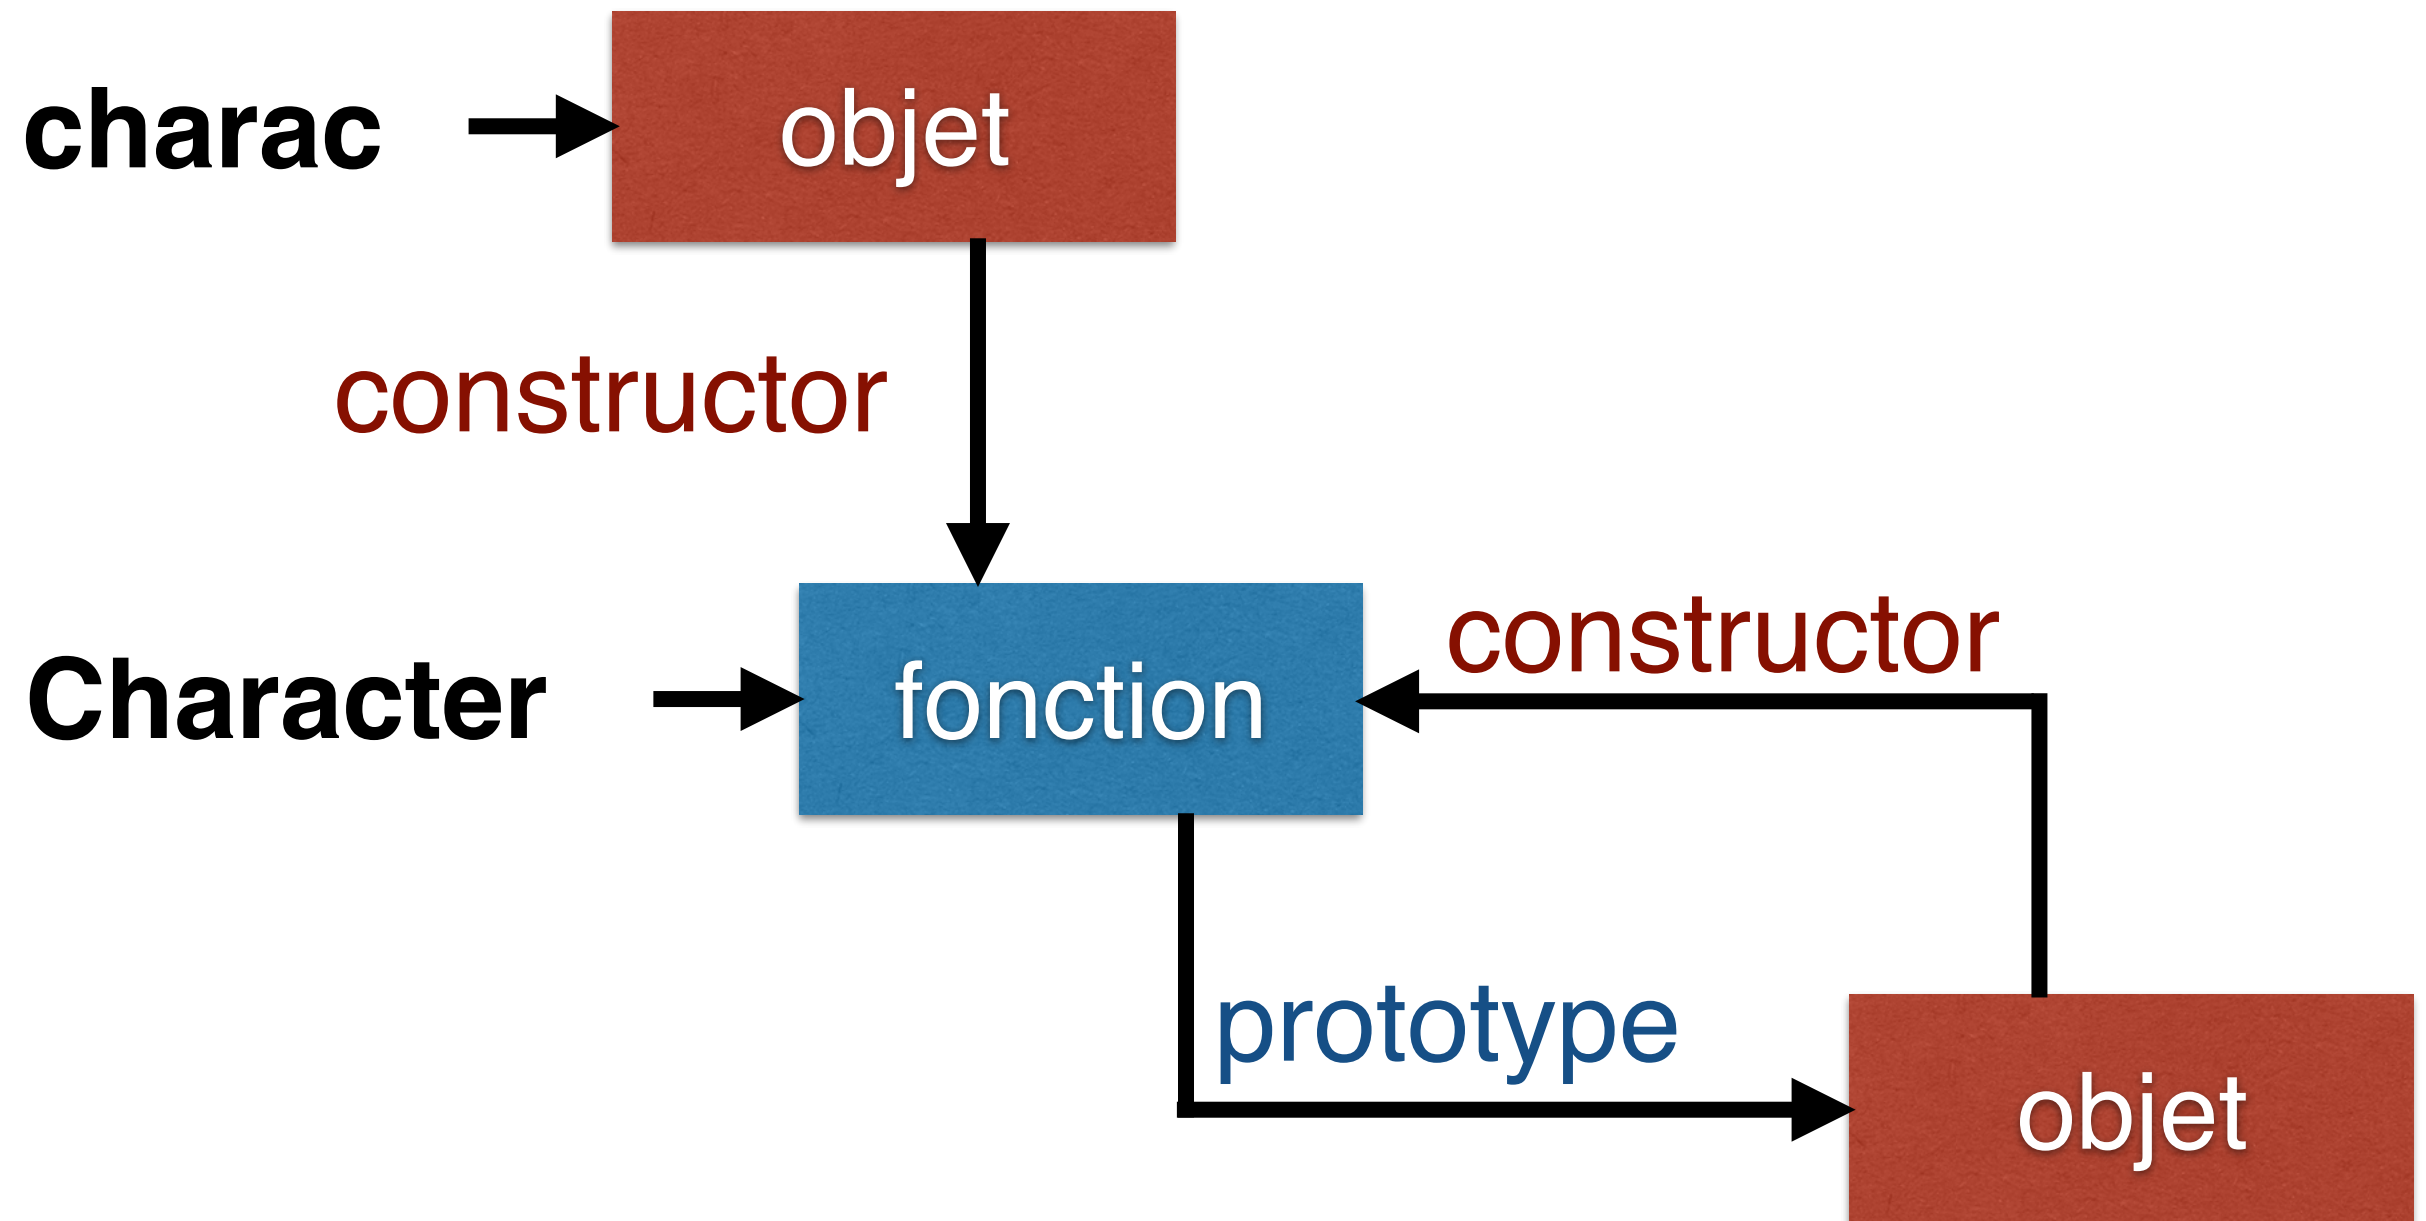 charac
objet
constructor
constructor
Character
fonction
prototype
objet